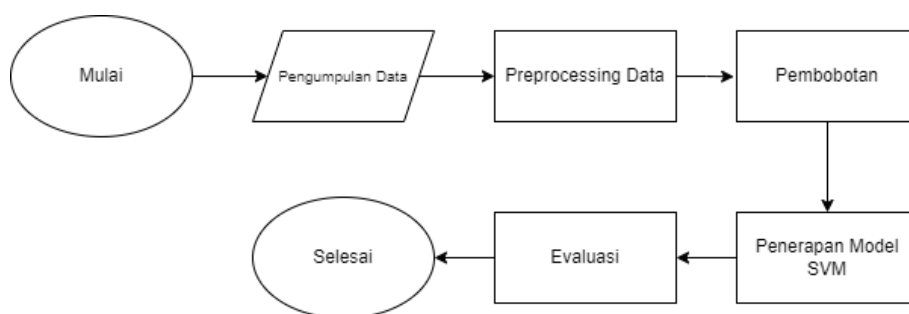 Mulai
Pengumpulan Data
Preprocessing Data
Pembobotan
Penerapan Model
SVM
Evaluasi
Selesai